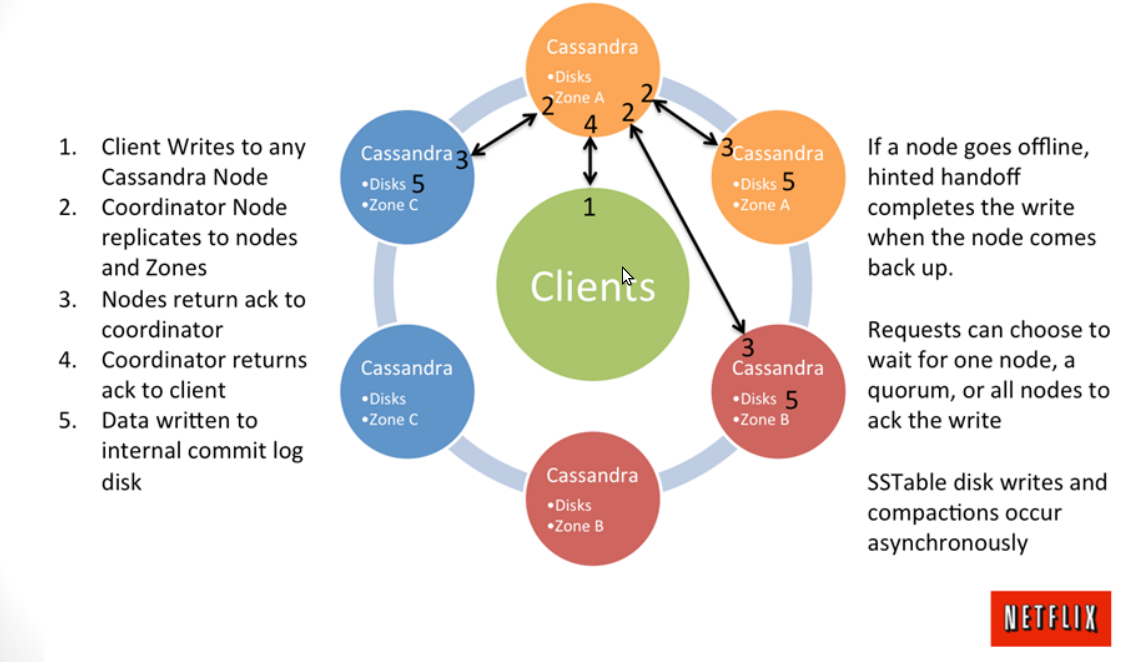 1. Client Writes to any
Cassandra Node
2. Coordinator Node
replicates to nodes
and Zones
3. Nodes return ack to
coordinator
4. Coordinator returns
ack to client
5. Data written to
internal commit log
disk
Cassandra
•Disks
•Zone A
2
4
2
2
Cassandra
3
•Disks 5
•Zone C
3
Cassandra
•Disks 5
•Zone A
1
Clients
Cassandra
•Disks
•Zone C
3
Cassandra
•Disks 5
•Zone B
Cassandra
•Disks
•Zone B
If a node goes offline,
hinted handoff
completes the write
when the node comes
back up.
Requests can choose to
wait for one node, a
quorum, or all nodes to
ack the write
SSTable disk writes and
compactions occur
asynchronously
NETFLIX